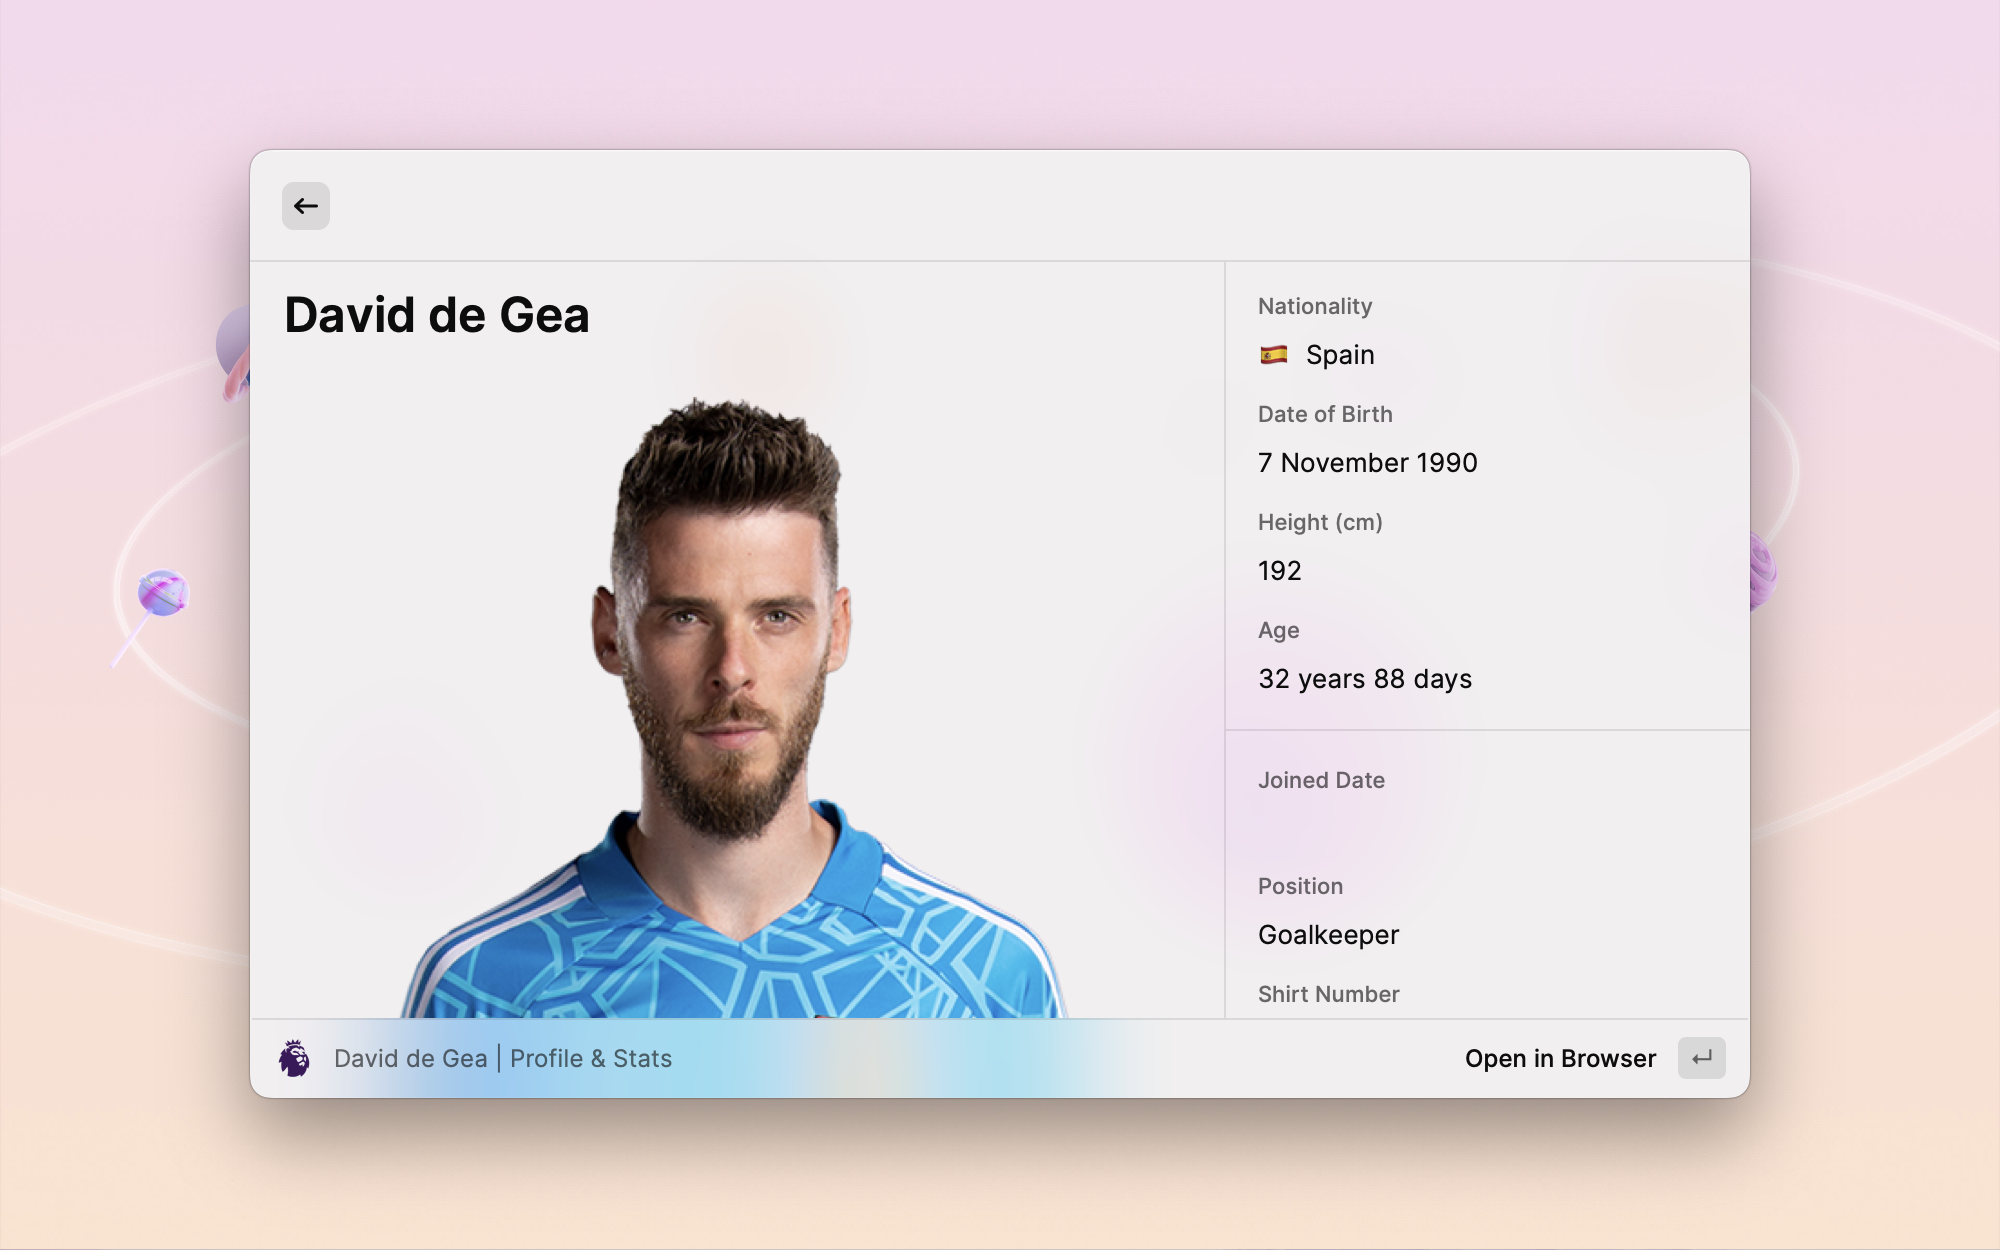 David de Gea
Nationality
🇪🇸 Spain
Date of Birth
7 November 1990
Height (cm)
192
Age
32 years 88 days
Joined Date
Position
Goalkeeper
Shirt Number
David de Gea | Profile & Stats
Open in Browser